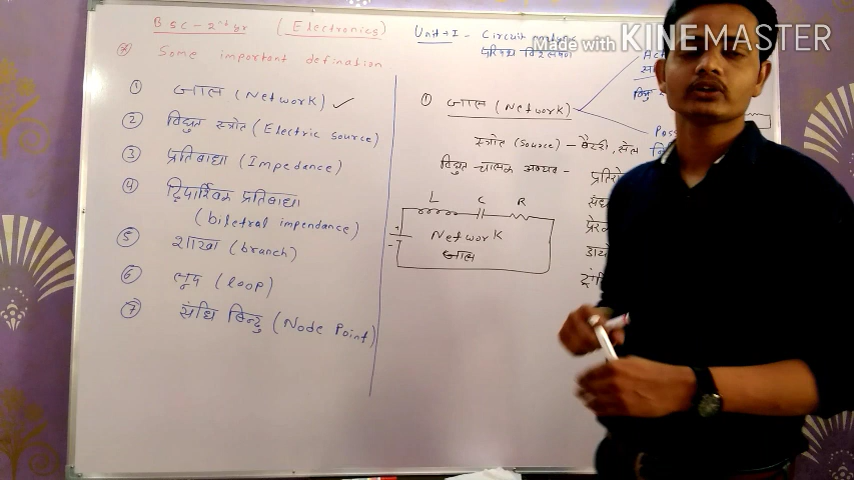 BSC - 2nd yr (Electronics)
Unit-I - Circuit analysis
परिपथ विश्लेषण
Made with KINEMASTER
* Some important defination
① जाल (Network) ✓
② विद्युत स्त्रोत (Electric source)
③ प्रतिबाधा (Impedance)
④ द्विपार्श्विक प्रतिबाधा
(biletral impendance)
⑤ शाखा (branch)
⑥ लूप (loop)
⑦ संधि बिन्दु (Node Point)
① जाल (Network)
स्त्रोत (Source) - बैटरी, सेल
विद्युत-चालक अवयव -
L C R
+
-
Network
जाल